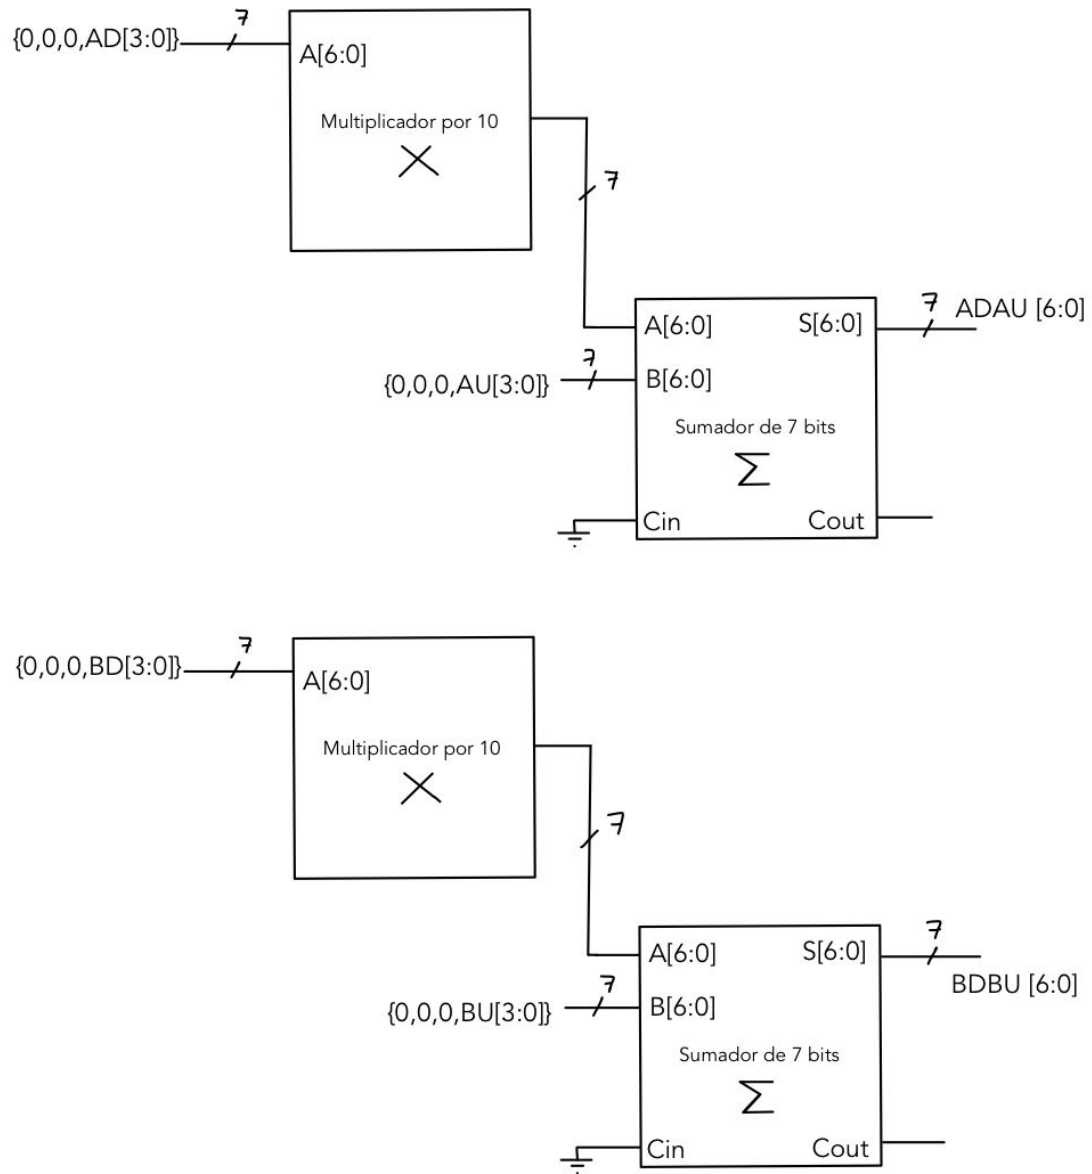 7
{0,0,0,AD[3:0]}
A[6:0]
Multiplicador por 10
7
7
ADAU [6:0]
A[6:0]
S[6:0]
7
{0,0,0,AU[3:0]}
B[6:0]
Sumador de 7 bits
Σ
Cin
Cout
7
{0,0,0,BD[3:0]}
A[6:0]
Multiplicador por 10
7
7
A[6:0]
S[6:0]
BDBU [6:0]
7
{0,0,0,BU[3:0]}
B[6:0]
Sumador de 7 bits
Σ
Cin
Cout